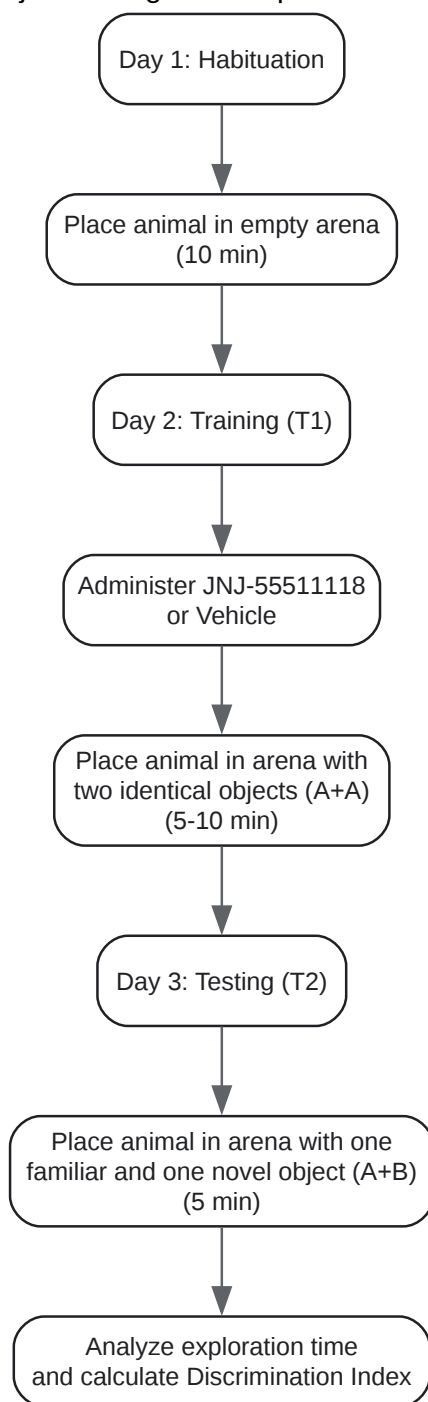 Day 1: Habituation
Place animal in empty arena
(10 min)
Day 2: Training (T1)
Administer JNJ-55511118
or Vehicle
Place animal in arena with
two identical objects (A+A)
(5-10 min)
Day 3: Testing (T2)
Place animal in arena with one
familiar and one novel object (A+B)
(5 min)
Analyze exploration time
and calculate Discrimination Index